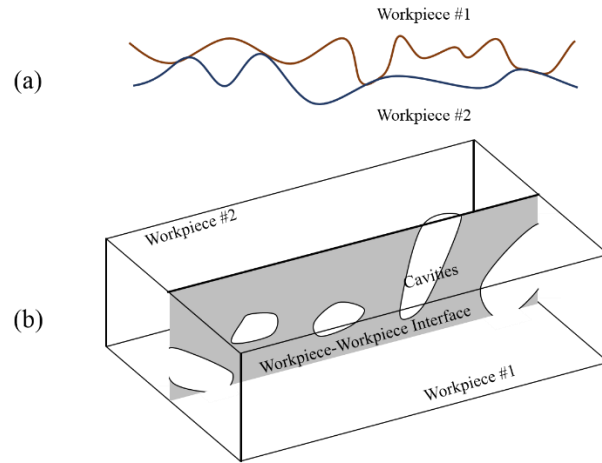 Workpiece #1
(a)
Workpiece #2
Workpiece #2
Cavities
(b)
Workpiece-Workpiece Interface
Workpiece #1